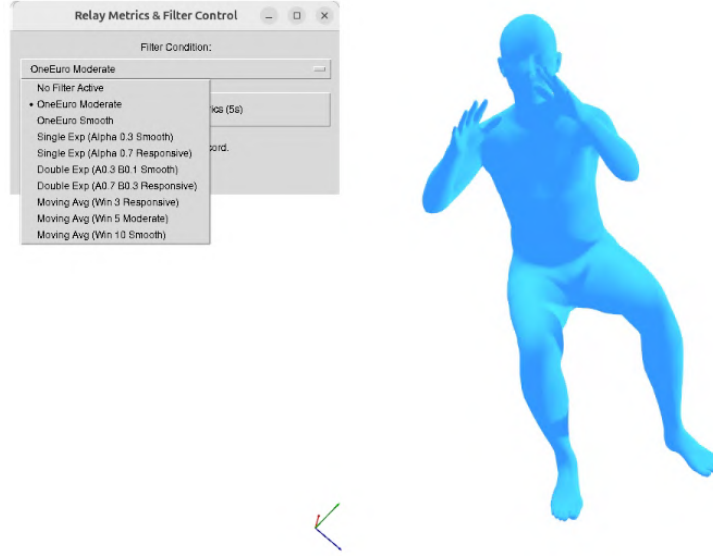 Relay Metrics & Filter Control
Filter Condition:
OneEuro Moderate
No Filter Active
• OneEuro Moderate
OneEuro Smooth
rics (5s)
Single Exp (Alpha 0.3 Smooth)
Single Exp (Alpha 0.7 Responsive)
cord.
Double Exp (A0.3 B0.1 Smooth)
Double Exp (A0.7 B0.3 Responsive)
Moving Avg (Win 3 Responsive)
Moving Avg (Win 5 Moderate)
Moving Avg (Win 10 Smooth)